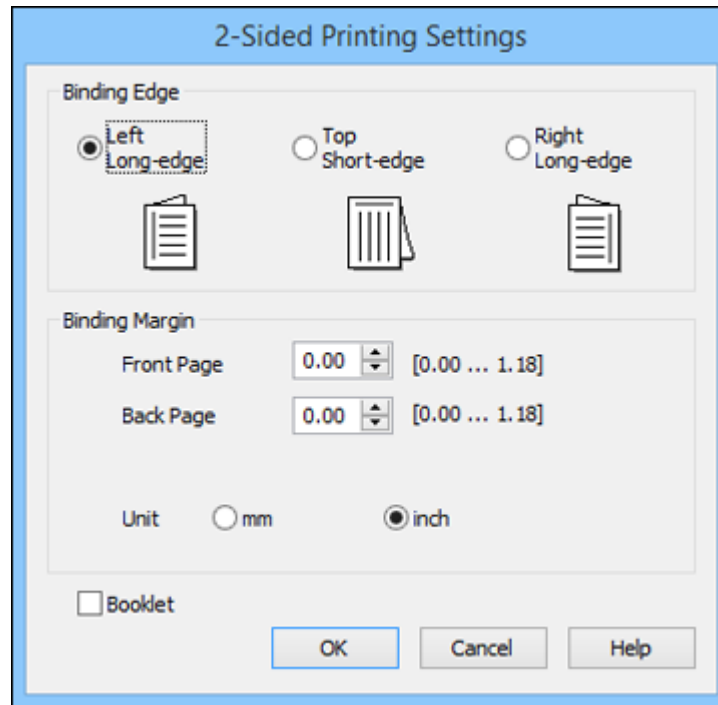 2-Sided Printing Settings
Binding Edge
Left
Long-edge
Top
Short-edge
Right
Long-edge
Binding Margin
Front Page 0.00 [0.00 ... 1.18]
Back Page 0.00 [0.00 ... 1.18]
Unit mm inch
Booklet
OK Cancel Help